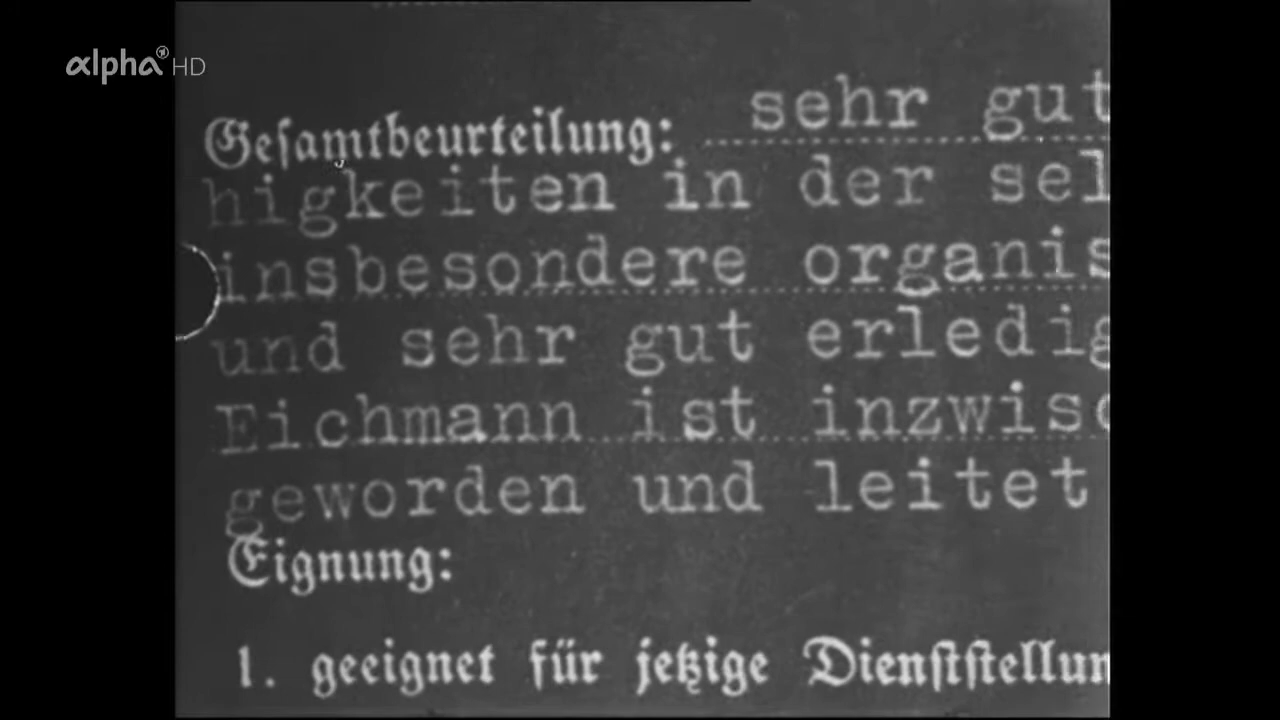 alpha HD
Gesamtbeurteilung: sehr gut
higkeiten in der sel
insbesondere organis
und sehr gut erledig
Eichmann ist inzwisc
geworden und leitet
Eignung:
1. geeignet für jetzige Dienststellun